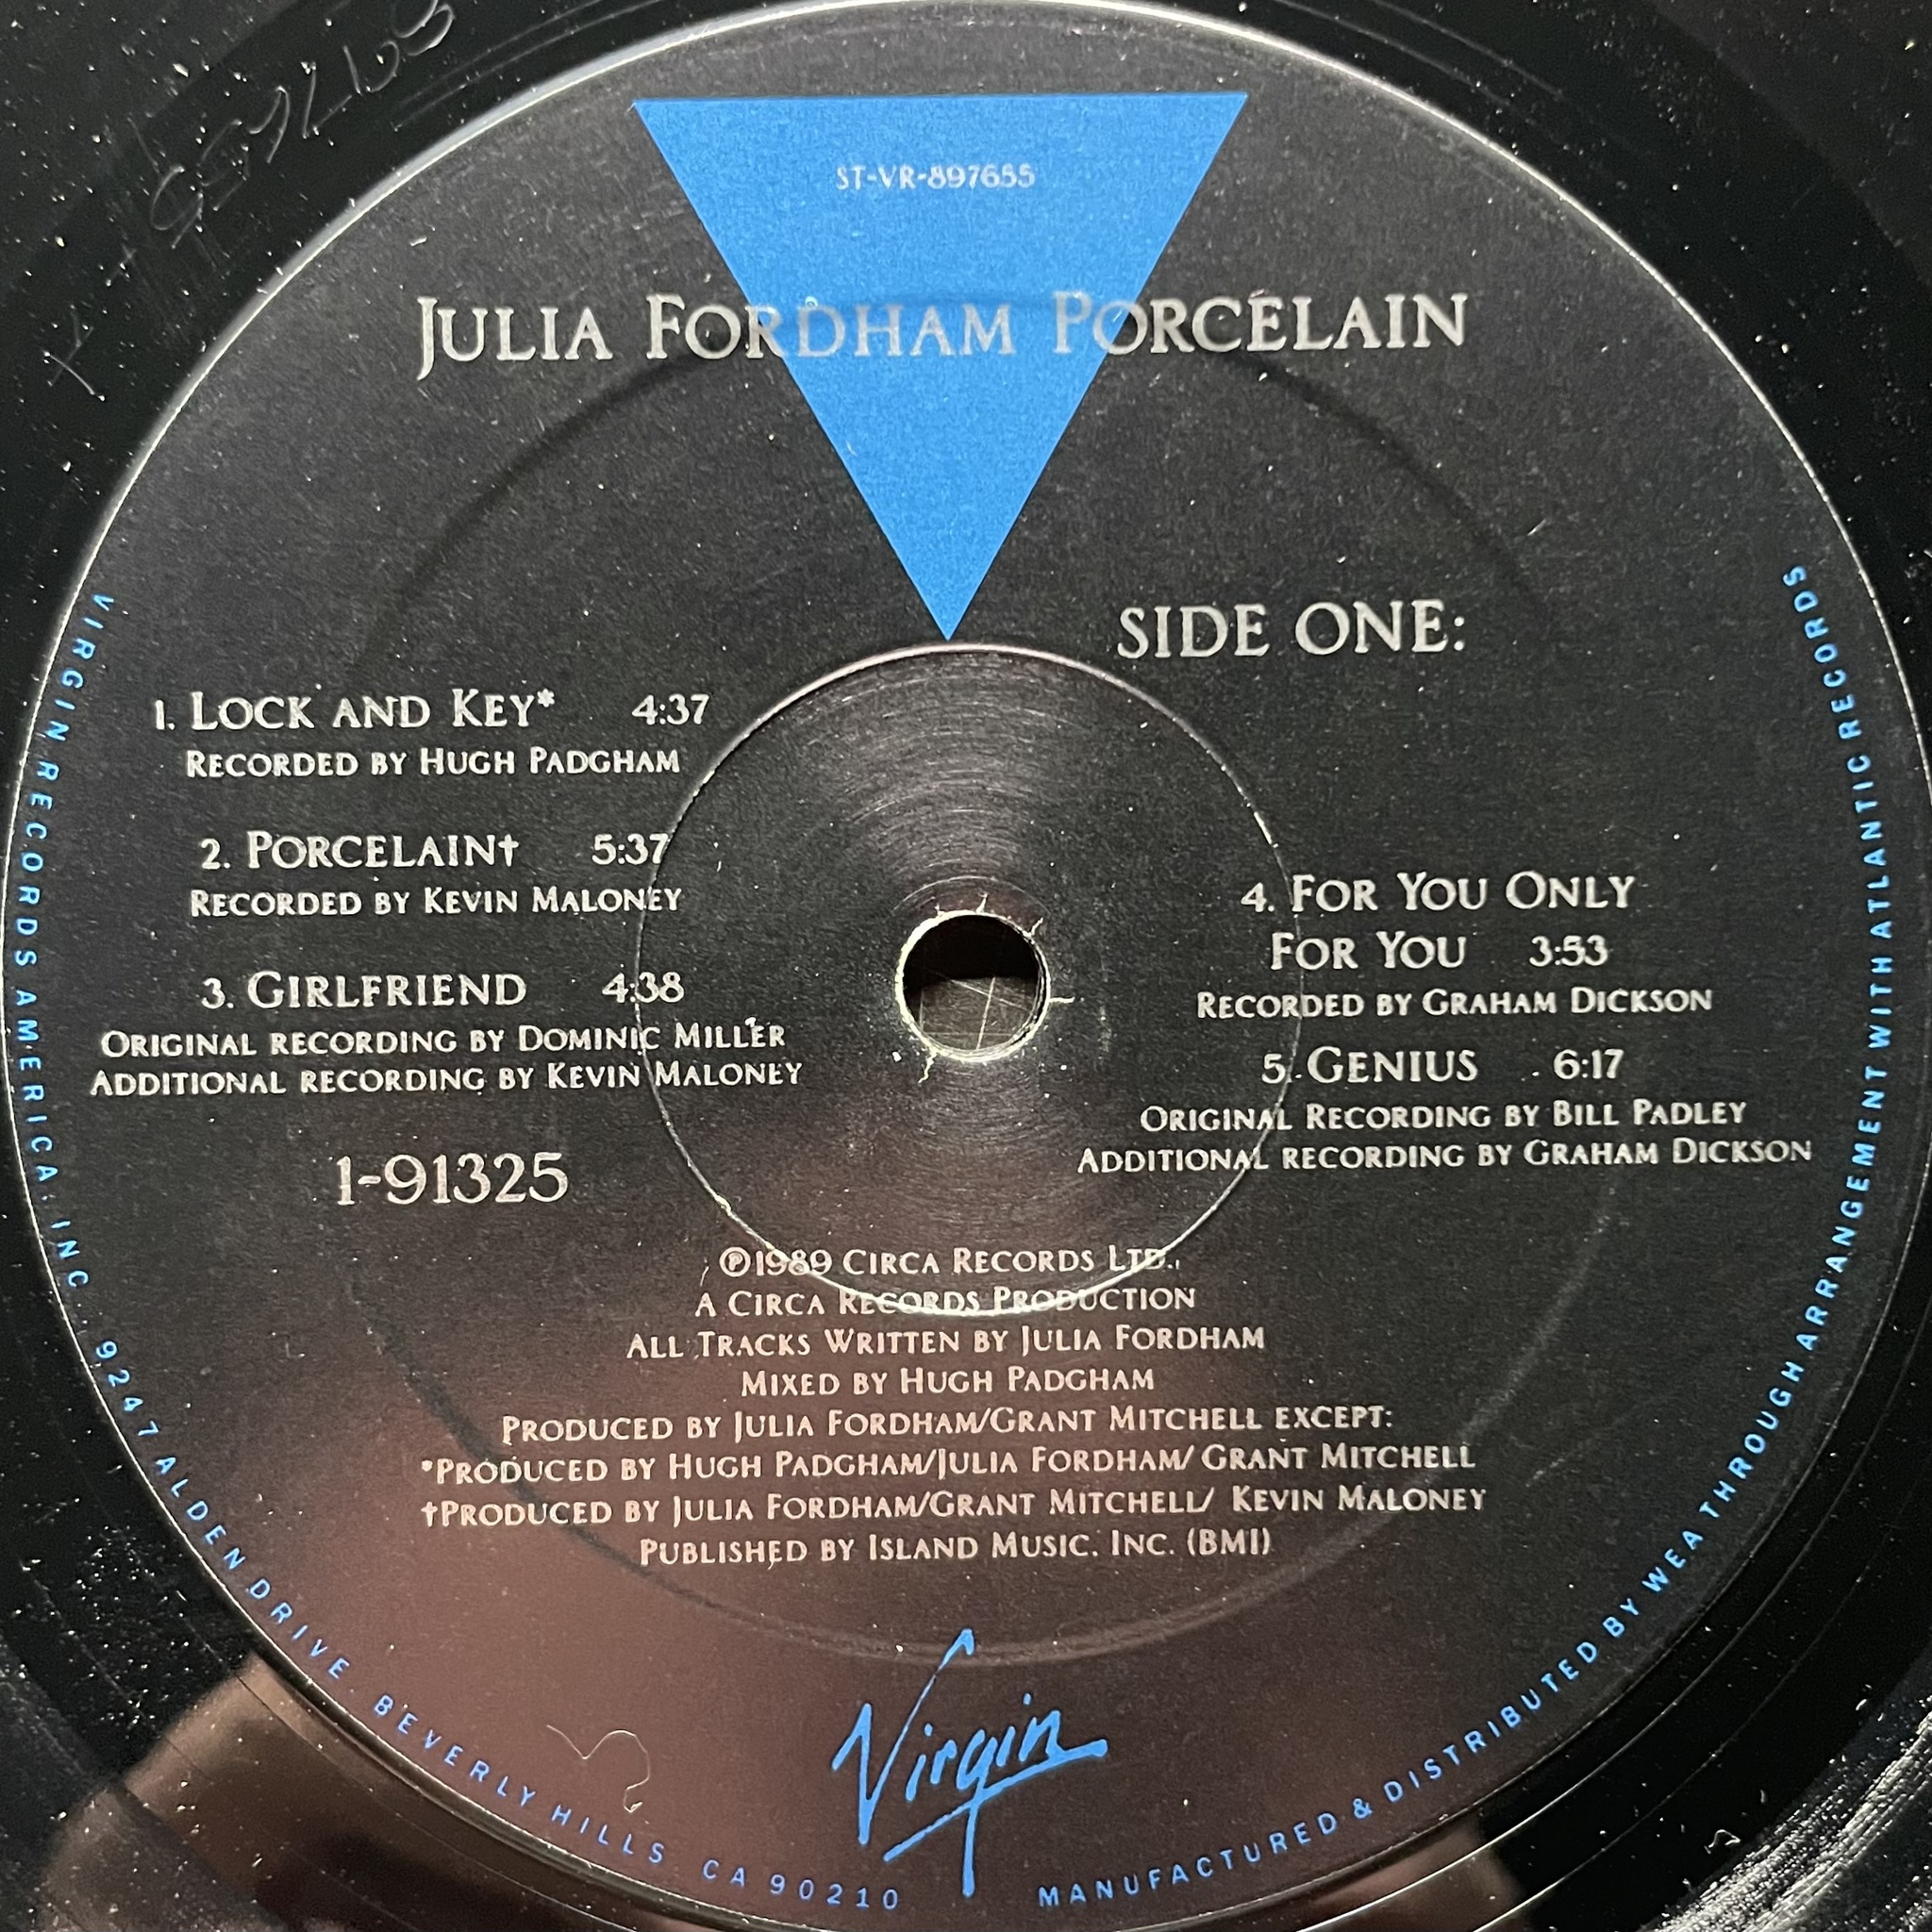 ST-VR-897655
JULIA FORDHAM PORCELAIN
SIDE ONE:
1. LOCK AND KEY* 4:37
RECORDED BY HUGH PADGHAM
2. PORCELAIN† 5:37
RECORDED BY KEVIN MALONEY
3. GIRLFRIEND 4:38
ORIGINAL RECORDING BY DOMINIC MILLER
ADDITIONAL RECORDING BY KEVIN MALONEY
1-91325
4. FOR YOU ONLY
FOR YOU 3:53
RECORDED BY GRAHAM DICKSON
5. GENIUS 6:17
ORIGINAL RECORDING BY BILL PADLEY
ADDITIONAL RECORDING BY GRAHAM DICKSON
℗1989 CIRCA RECORDS LTD.
A CIRCA RECORDS PRODUCTION
ALL TRACKS WRITTEN BY JULIA FORDHAM
MIXED BY HUGH PADGHAM
PRODUCED BY JULIA FORDHAM/GRANT MITCHELL EXCEPT:
*PRODUCED BY HUGH PADGHAM/JULIA FORDHAM/ GRANT MITCHELL
†PRODUCED BY JULIA FORDHAM/GRANT MITCHELL/ KEVIN MALONEY
PUBLISHED BY ISLAND MUSIC, INC. (BMI)
Virgin
VIRGIN RECORDS AMERICA, INC. 9247 ALDEN DRIVE, BEVERLY HILLS CA 90210
MANUFACTURED & DISTRIBUTED BY WEA THROUGH ARRANGEMENT WITH ATLANTIC RECORDS